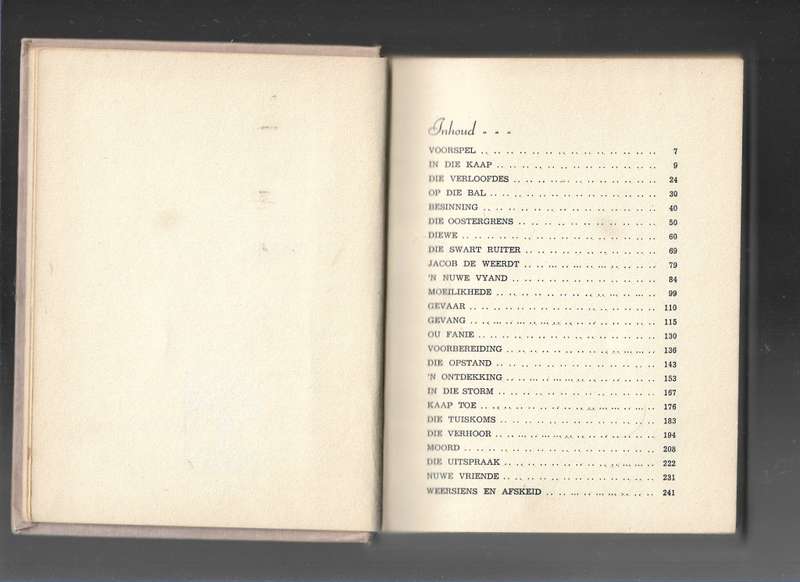 Inhoud - - -
VOORSPEL .. .. .. .. .. .. .. .. .. .. .. .. .. .. 7
IN DIE KAAP .. .. .. .. .. .. .. .. .. .. .. .. .. 9
DIE VERLOOFDES .. .. .. .. .. .. .. .. .. .. .. 24
OP DIE BAL .. .. .. .. .. .. .. .. .. .. .. .. .. 30
BESINNING .. .. .. .. .. .. .. .. .. .. .. .. .. .. 40
DIE OOSTERGRENS .. .. .. .. .. .. .. .. .. .. .. 50
DIEWE .. .. .. .. .. .. .. .. .. .. .. .. .. .. .. 60
DIE SWART RUITER .. .. .. .. .. .. .. .. .. .. 69
JACOB DE WEERDT .. .. .. .. .. .. .. .. .. .. 79
'N NUWE VYAND .. .. .. .. .. .. .. .. .. .. .. 84
MOEILIKHEDE .. .. .. .. .. .. .. .. .. .. .. .. 99
GEVAAR .. .. .. .. .. .. .. .. .. .. .. .. .. .. 110
GEVANG .. .. .. .. .. .. .. .. .. .. .. .. .. .. 115
OU FANIE .. .. .. .. .. .. .. .. .. .. .. .. .. .. 130
VOORBEREIDING .. .. .. .. .. .. .. .. .. .. .. 136
DIE OPSTAND .. .. .. .. .. .. .. .. .. .. .. .. 143
'N ONTDEKKING .. .. .. .. .. .. .. .. .. .. .. 153
IN DIE STORM .. .. .. .. .. .. .. .. .. .. .. .. 167
KAAP TOE .. .. .. .. .. .. .. .. .. .. .. .. .. 176
DIE TUISKOMS .. .. .. .. .. .. .. .. .. .. .. .. 183
DIE VERHOOR .. .. .. .. .. .. .. .. .. .. .. .. 194
MOORD .. .. .. .. .. .. .. .. .. .. .. .. .. .. .. 208
DIE UITSPRAAK .. .. .. .. .. .. .. .. .. .. .. 222
NUWE VRIENDE .. .. .. .. .. .. .. .. .. .. .. .. 231
WEERSIENS EN AFSKEID .. .. .. .. .. .. .. .. 241